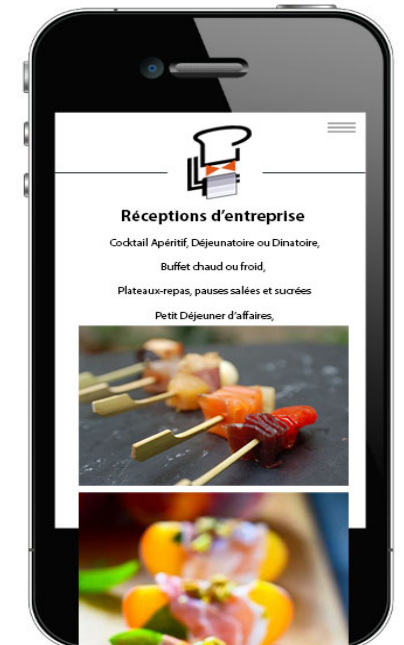 Réceptions d'entreprise
Cocktail Apéritif, Déjeunatoire ou Dinatoire,
Buffet chaud ou froid,
Plateaux-repas, pauses salées et sucrées
Petit Déjeuner d'affaires,